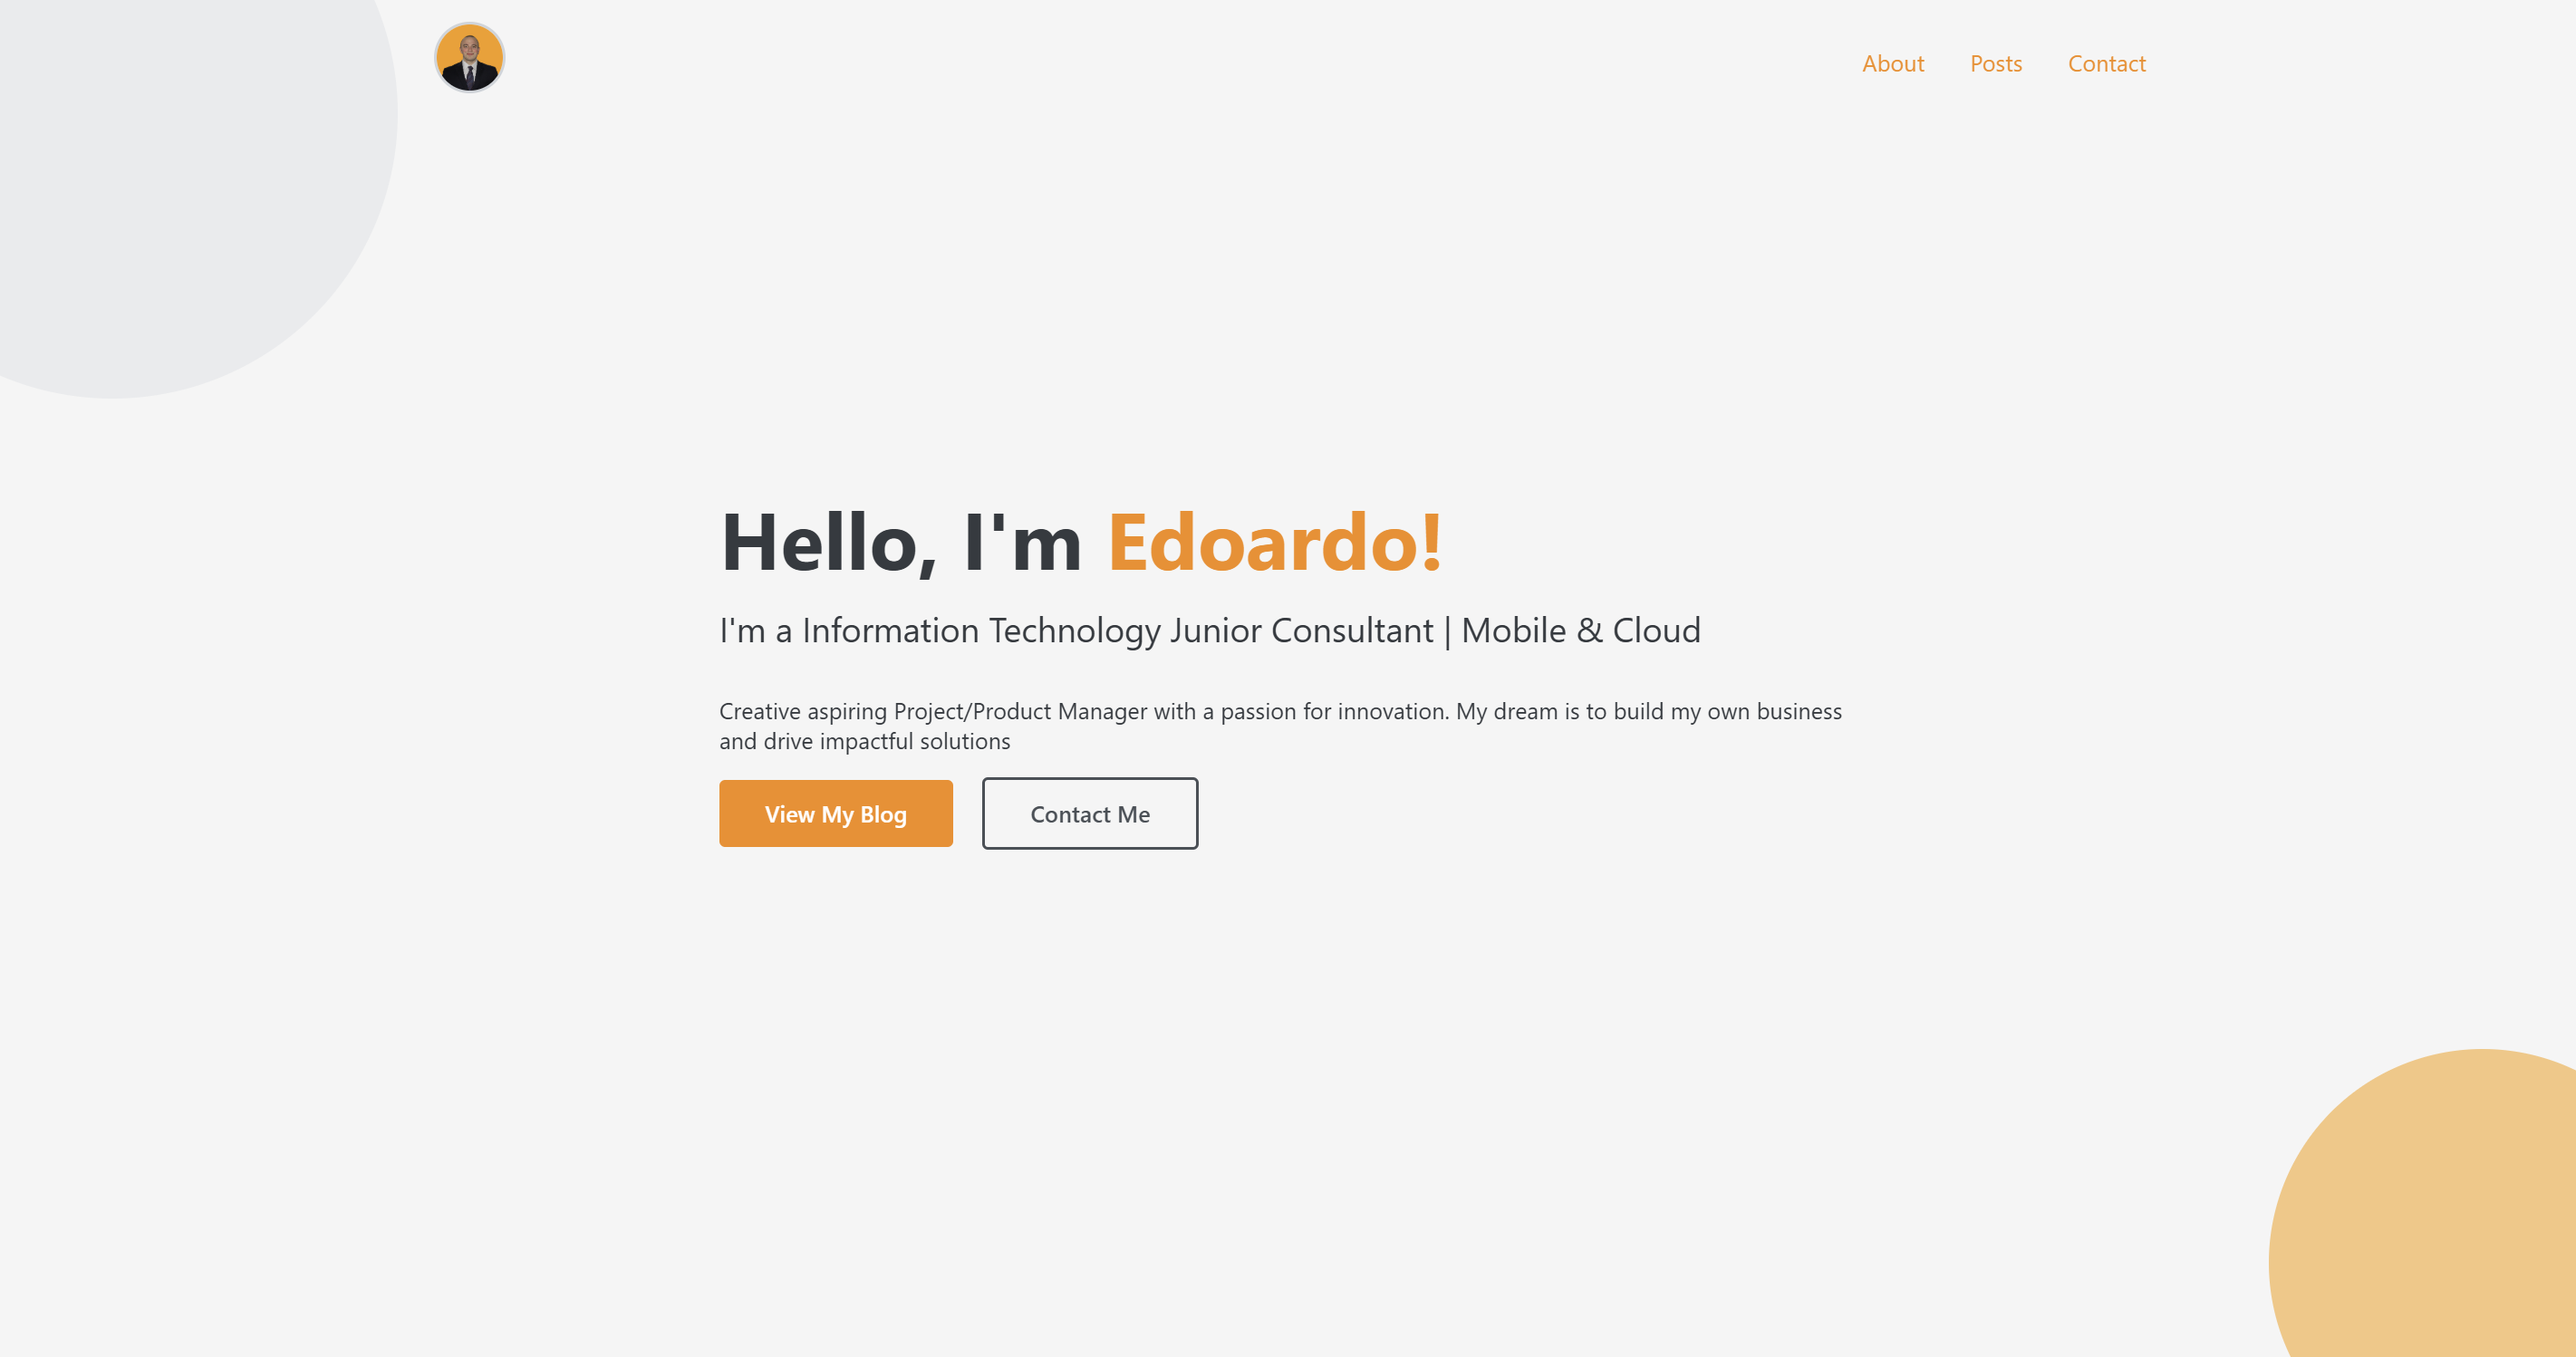 About Posts Contact
Hello, I'm Edoardo!
I'm a Information Technology Junior Consultant | Mobile & Cloud
Creative aspiring Project/Product Manager with a passion for innovation. My dream is to build my own business
and drive impactful solutions
View My Blog Contact Me